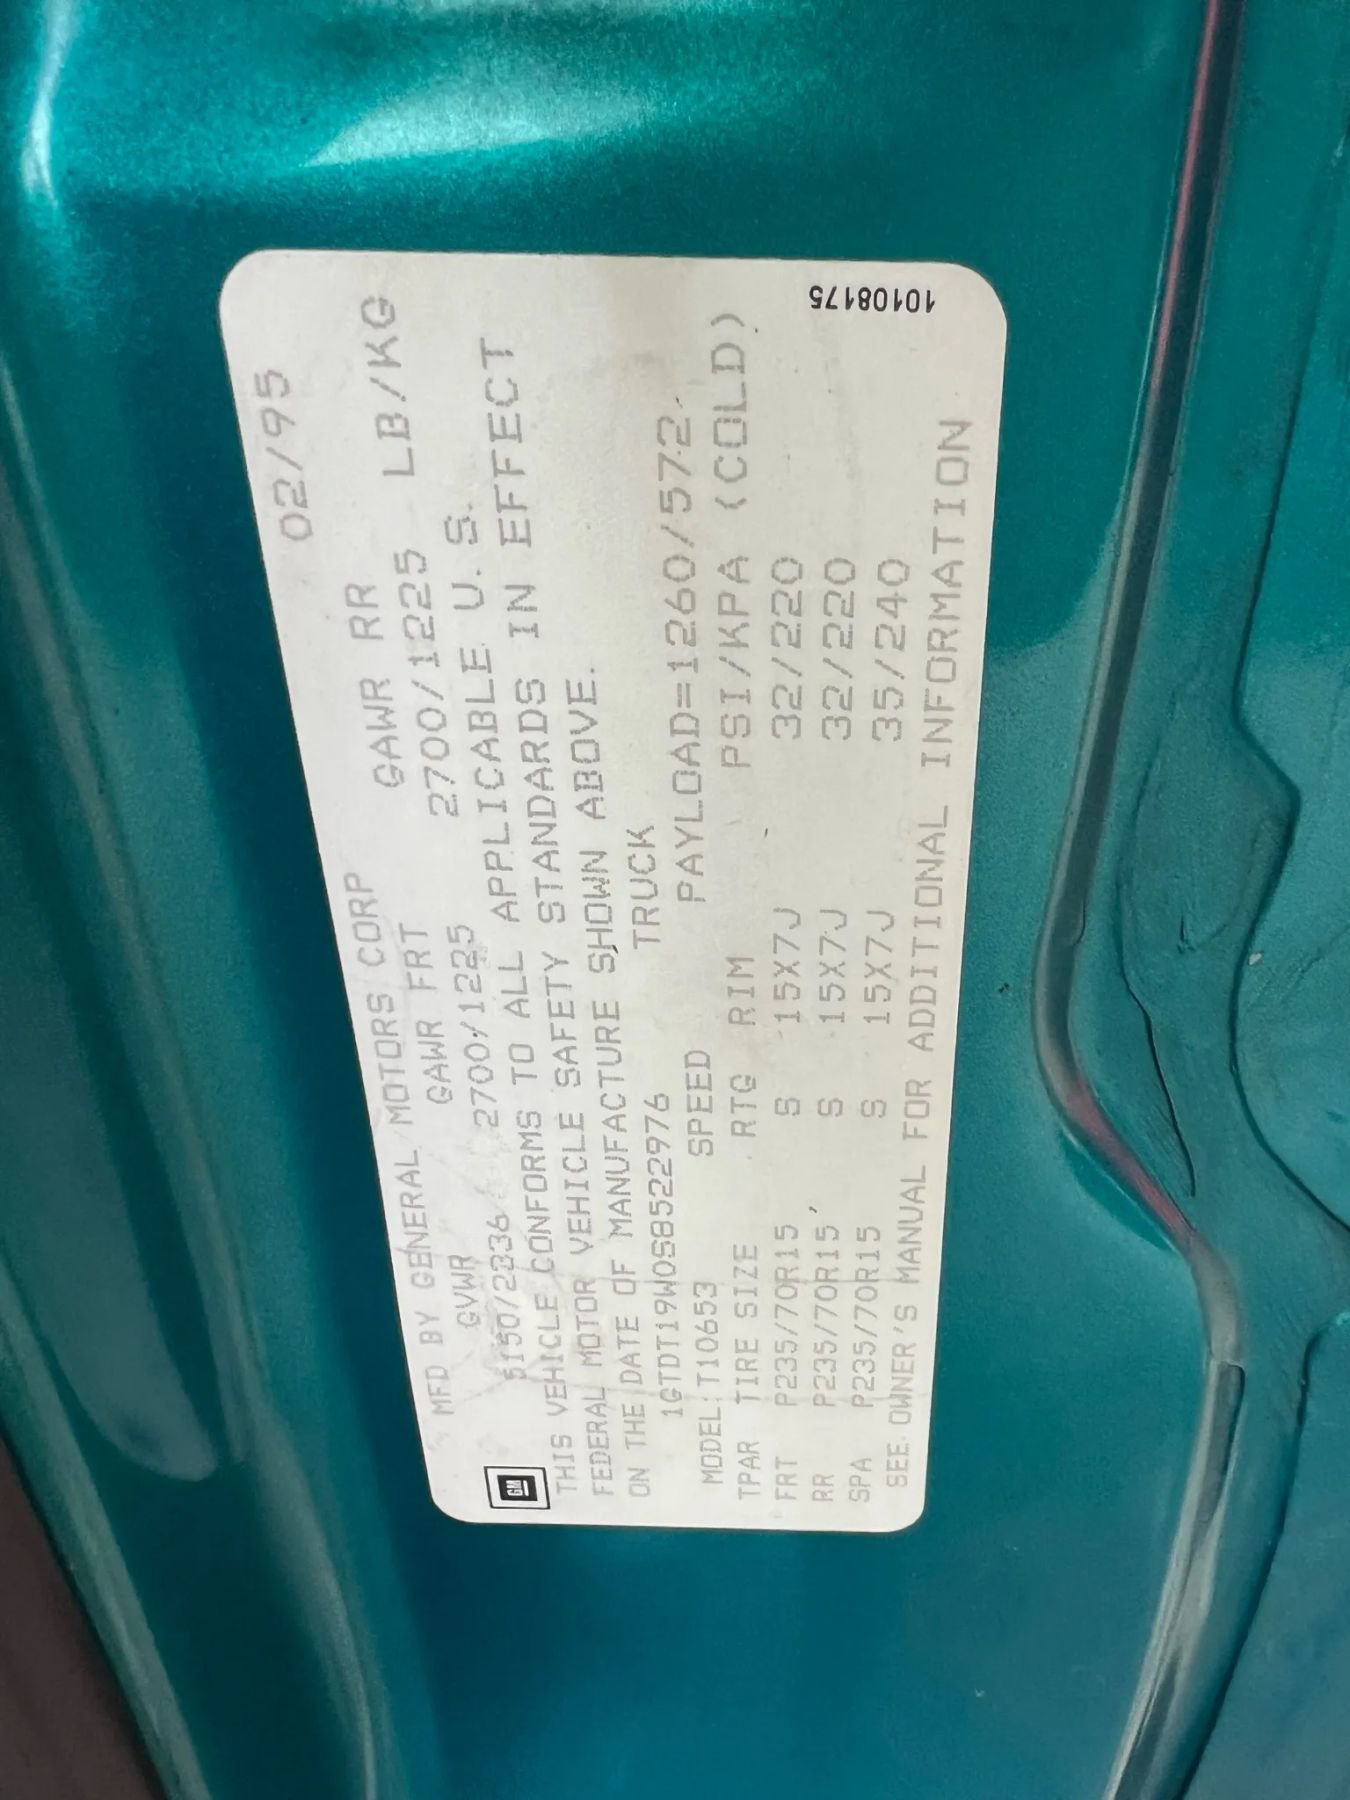 MFD BY GENERAL MOTORS CORP 02/95
GVWR GAWR FRT GAWR RR
5150/2336 2700/1225 2700/1225 LB/KG
GM
THIS VEHICLE CONFORMS TO ALL APPLICABLE U.S.
FEDERAL MOTOR VEHICLE SAFETY STANDARDS IN EFFECT
ON THE DATE OF MANUFACTURE SHOWN ABOVE.
1GTDT19W0S8522976 TRUCK
MODEL:T10653 SPEED PAYLOAD=1260/572
TPAR TIRE SIZE RTG RIM PSI/KPA (COLD)
FRT P235/70R15 S 15X7J 32/220
RR P235/70R15 S 15X7J 32/220
SPA P235/70R15 S 15X7J 35/240
SEE OWNER'S MANUAL FOR ADDITIONAL INFORMATION
10108175